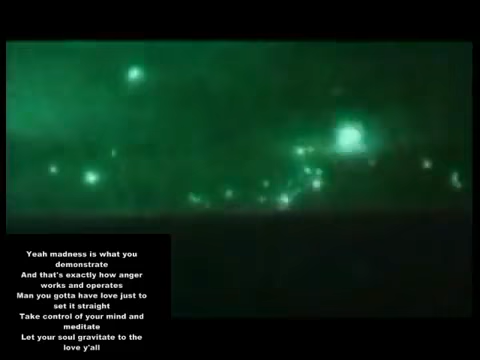 Yeah madness is what you
demonstrate
And that's exactly how anger
works and operates
Man you gotta have love just to
set it straight
Take control of your mind and
meditate
Let your soul gravitate to the
love y'all